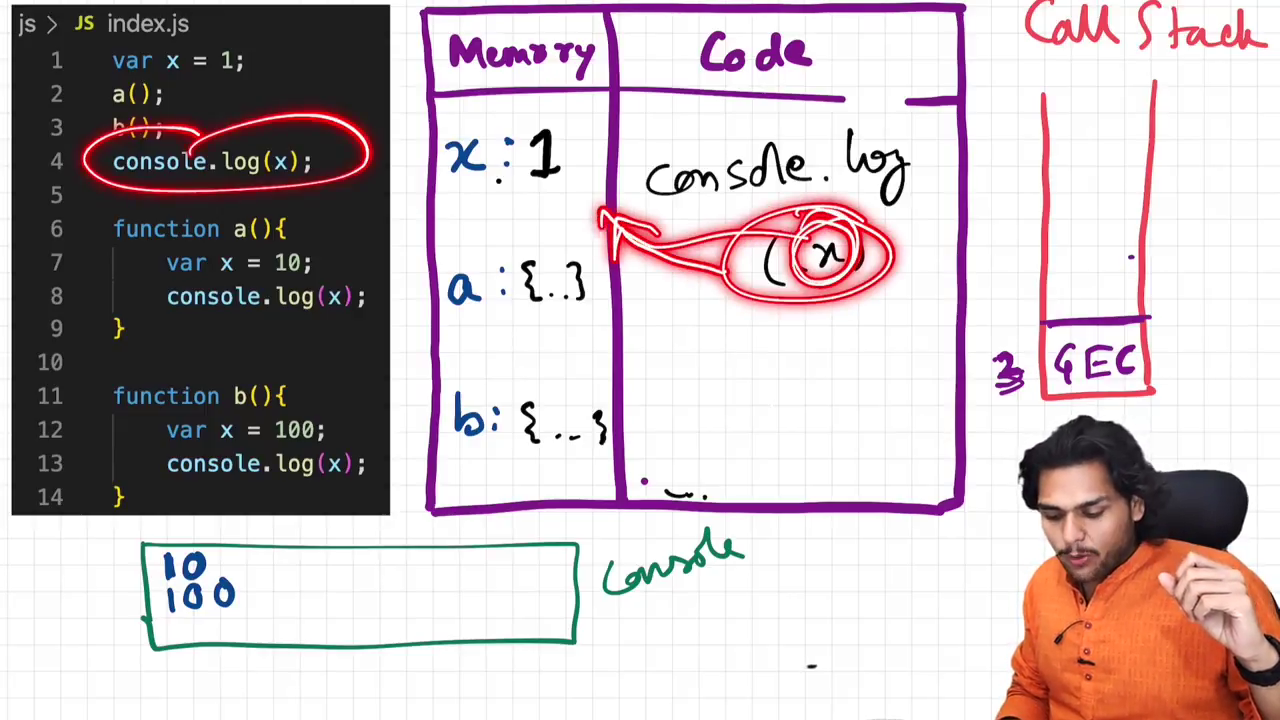 js > JS index.js
1 var x = 1;
2 a();
3 b();
4 console.log(x);
5
6 function a(){
7 var x = 10;
8 console.log(x);
9 }
10
11 function b(){
12 var x = 100;
13 console.log(x);
14 }
Memory Code
x : 1
a : {..}
b : {...}
console.log
(x)
Call Stack
GEC
10
100
Console